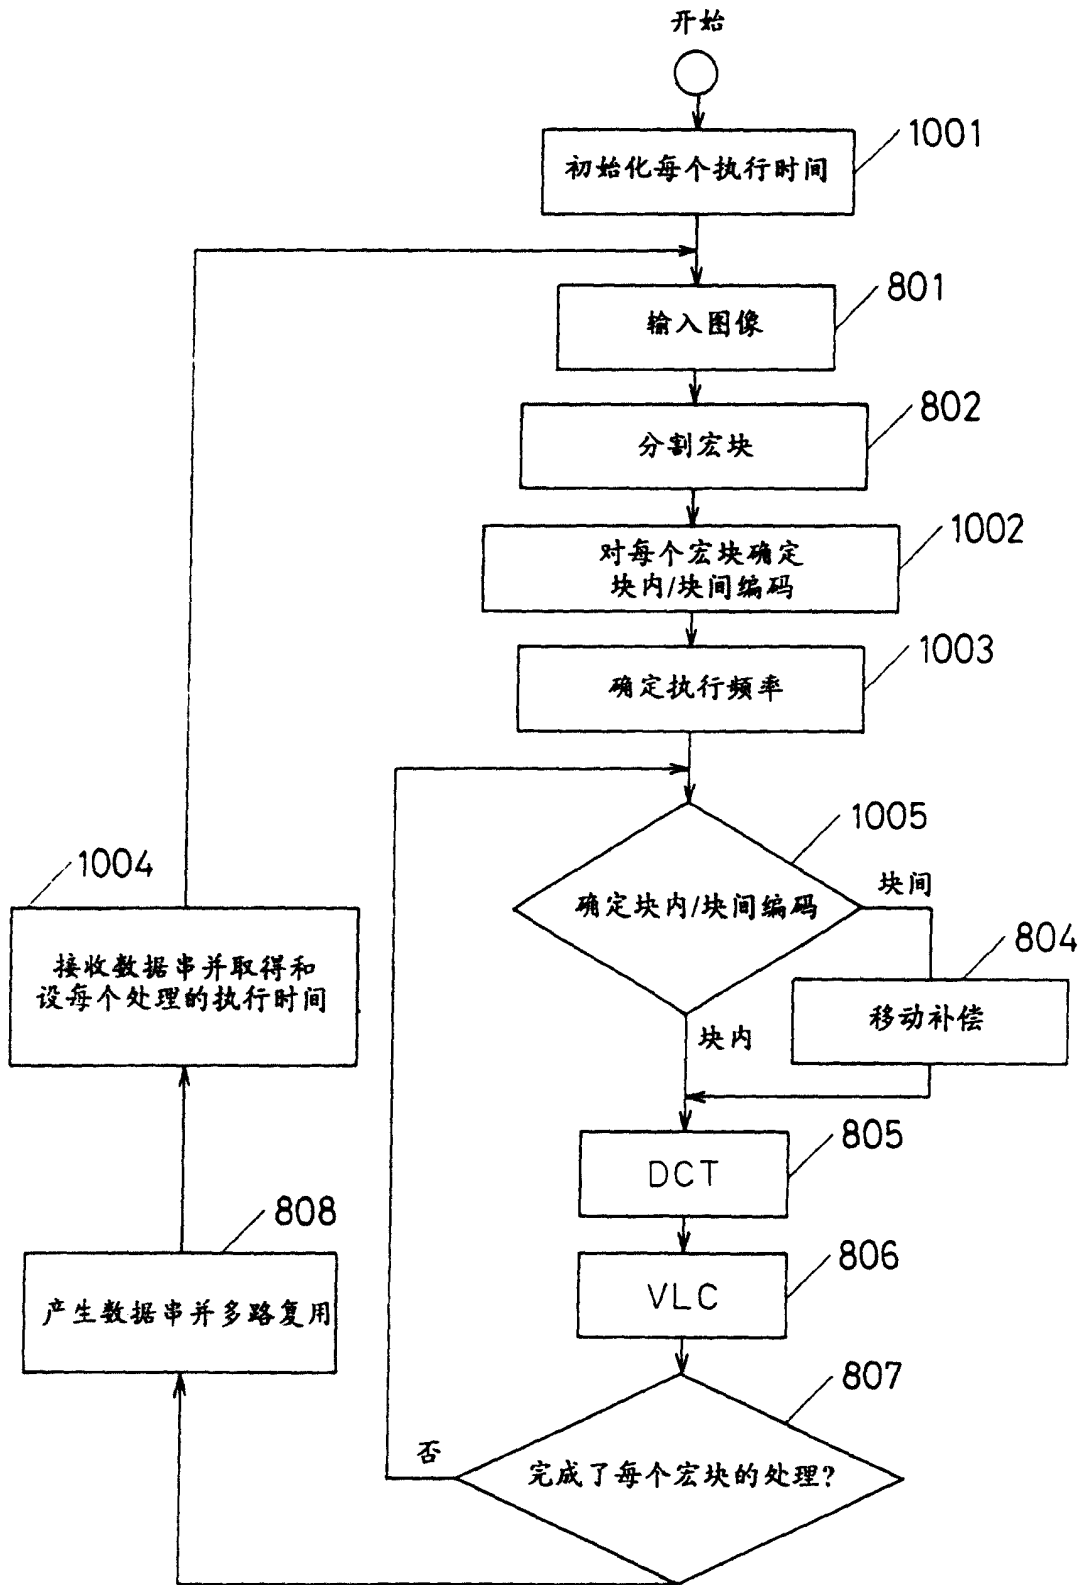 开始
1001
初始化每个执行时间
801
输入图像
802
分割宏块
1002
对每个宏块确定
块内/块间编码
1003
确定执行频率
1005
确定块内/块间编码
块间
804
移动补偿
块内
1004
接收数据串并取得和
设每个处理的执行时间
805
DCT
806
VLC
808
产生数据串并多路复用
807
完成了每个宏块的处理?
否